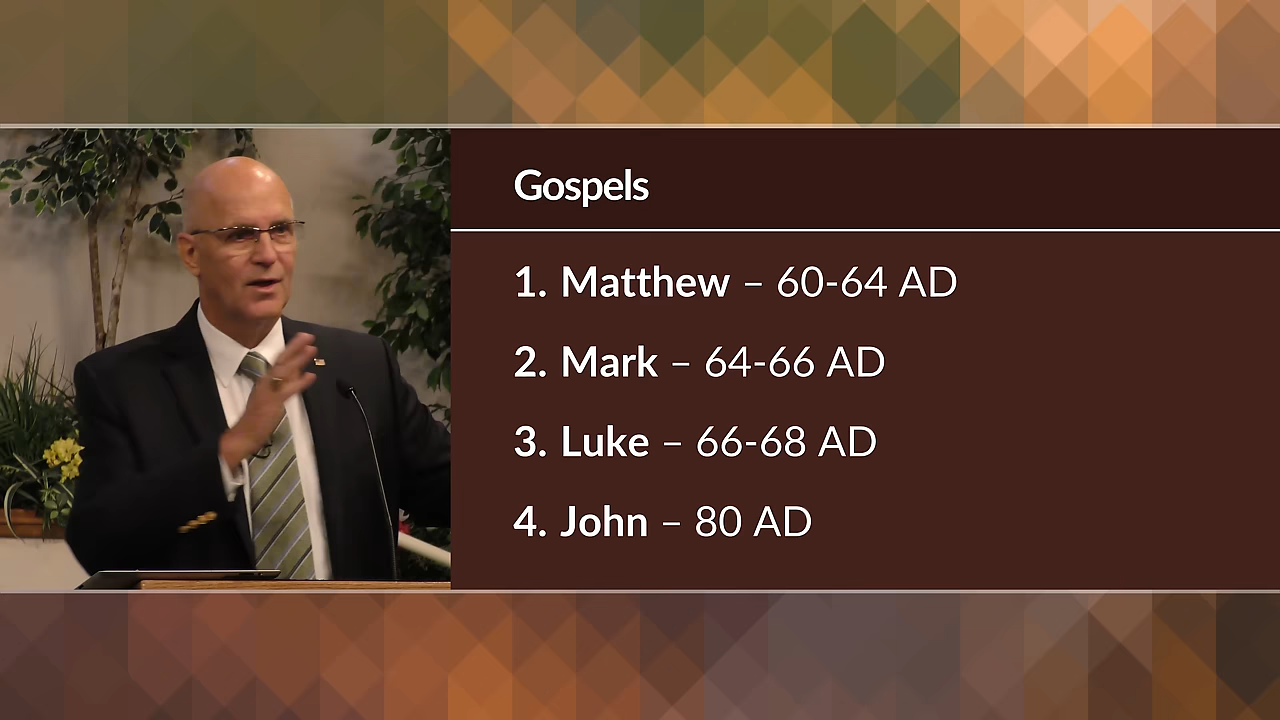 Gospels
1. Matthew – 60-64 AD
2. Mark – 64-66 AD
3. Luke – 66-68 AD
4. John – 80 AD